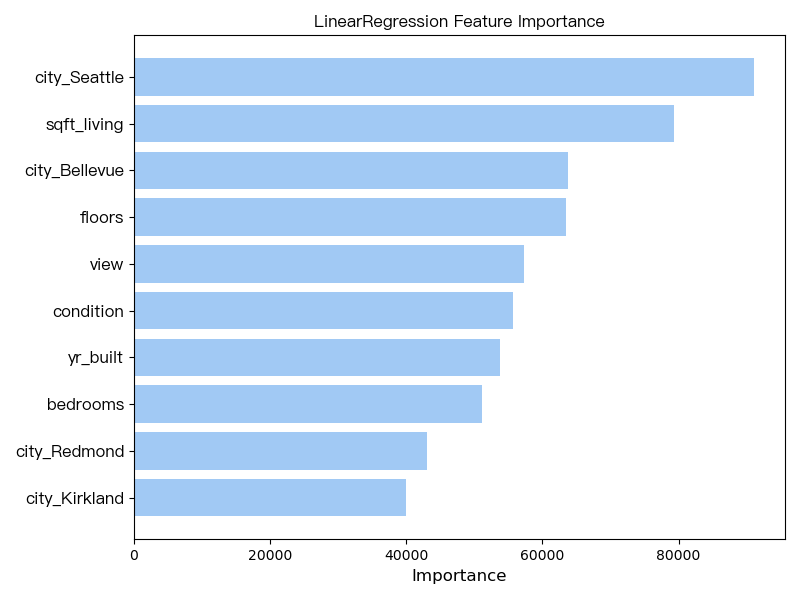 LinearRegression Feature Importance
city_Seattle
sqft_living
city_Bellevue
floors
view
condition
yr_built
bedrooms
city_Redmond
city_Kirkland
0 20000 40000 60000 80000
Importance